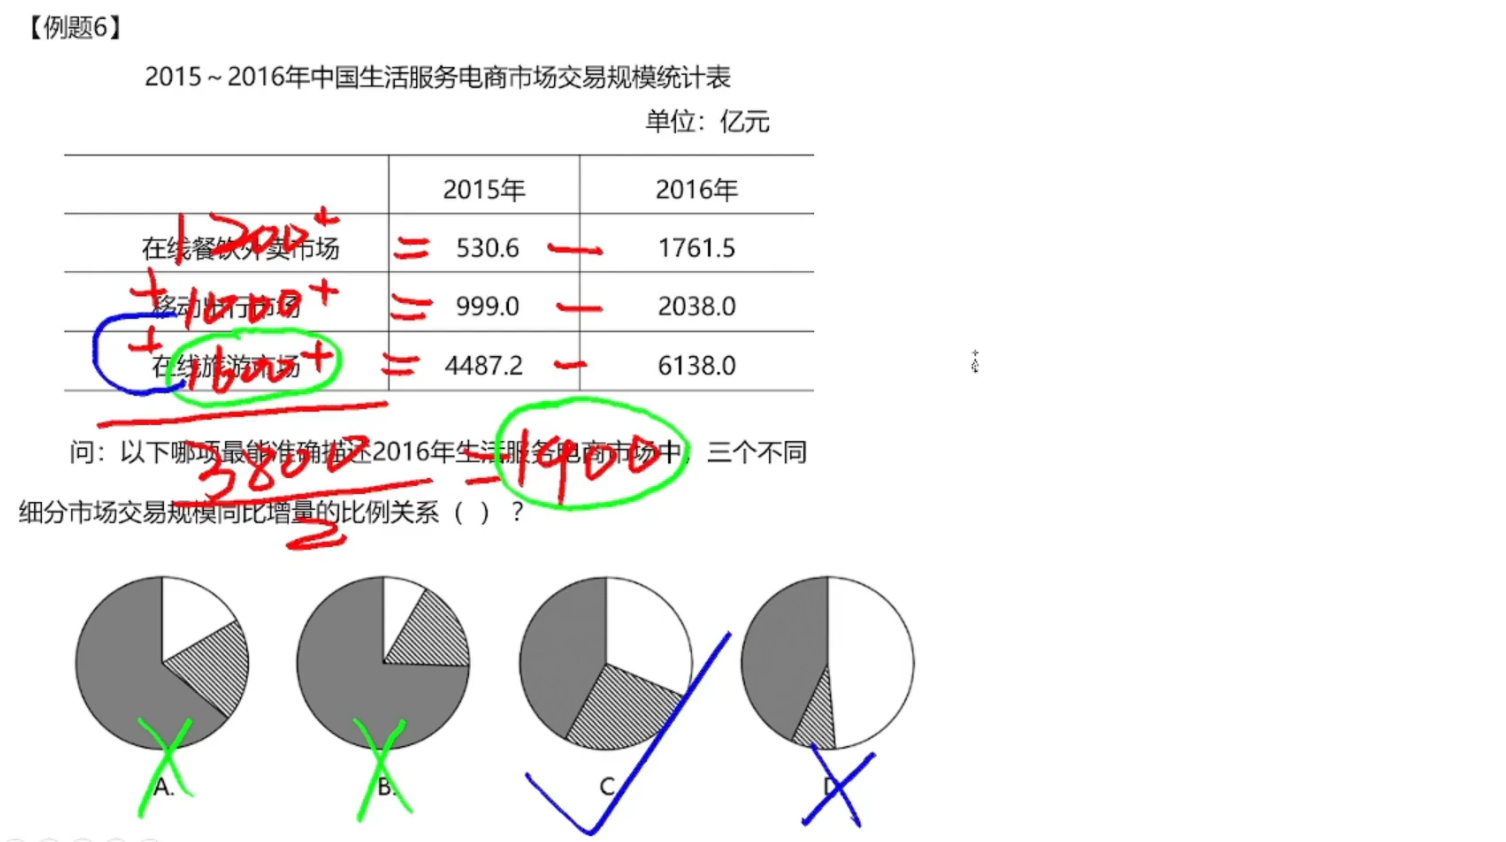 【例题6】
2015～2016年中国生活服务电商市场交易规模统计表
单位：亿元
2015年 2016年
1200+
在线餐饮外卖市场 = 530.6 — 1761.5
+ 1000+
移动出行市场 = 999.0 — 2038.0
+ 1600+
在线旅游市场 = 4487.2 — 6138.0
问：以下哪项最能准确描述2016年生活服务电商市场中，三个不同
3800 = 1900
细分市场交易规模同比增量的比例关系（ ）？
2
A. B. C D